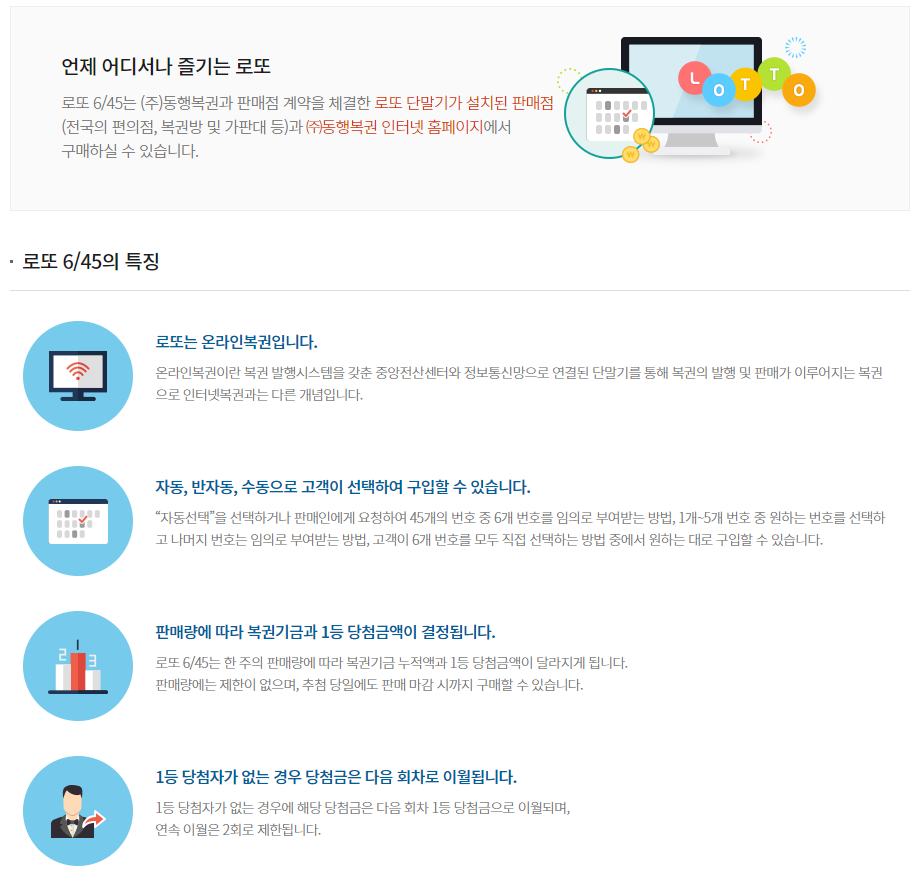 언제 어디서나 즐기는 로또
로또 6/45는 (주)동행복권과 판매점 계약을 체결한 로또 단말기가 설치된 판매점
(전국의 편의점, 복권방 및 가판대 등)과 ㈜동행복권 인터넷 홈페이지에서
구매하실 수 있습니다.
L O T T O
로또 6/45의 특징
로또는 온라인복권입니다.
온라인복권이란 복권 발행시스템을 갖춘 중앙전산센터와 정보통신망으로 연결된 단말기를 통해 복권의 발행 및 판매가 이루어지는 복권
으로 인터넷복권과는 다른 개념입니다.
자동, 반자동, 수동으로 고객이 선택하여 구입할 수 있습니다.
“자동선택”을 선택하거나 판매인에게 요청하여 45개의 번호 중 6개 번호를 임의로 부여받는 방법, 1개~5개 번호 중 원하는 번호를 선택하
고 나머지 번호는 임의로 부여받는 방법, 고객이 6개 번호를 모두 직접 선택하는 방법 중에서 원하는 대로 구입할 수 있습니다.
판매량에 따라 복권기금과 1등 당첨금액이 결정됩니다.
로또 6/45는 한 주의 판매량에 따라 복권기금 누적액과 1등 당첨금액이 달라지게 됩니다.
판매량에는 제한이 없으며, 추첨 당일에도 판매 마감 시까지 구매할 수 있습니다.
2 1 3
1등 당첨자가 없는 경우 당첨금은 다음 회차로 이월됩니다.
1등 당첨자가 없는 경우에 해당 당첨금은 다음 회차 1등 당첨금으로 이월되며,
연속 이월은 2회로 제한됩니다.